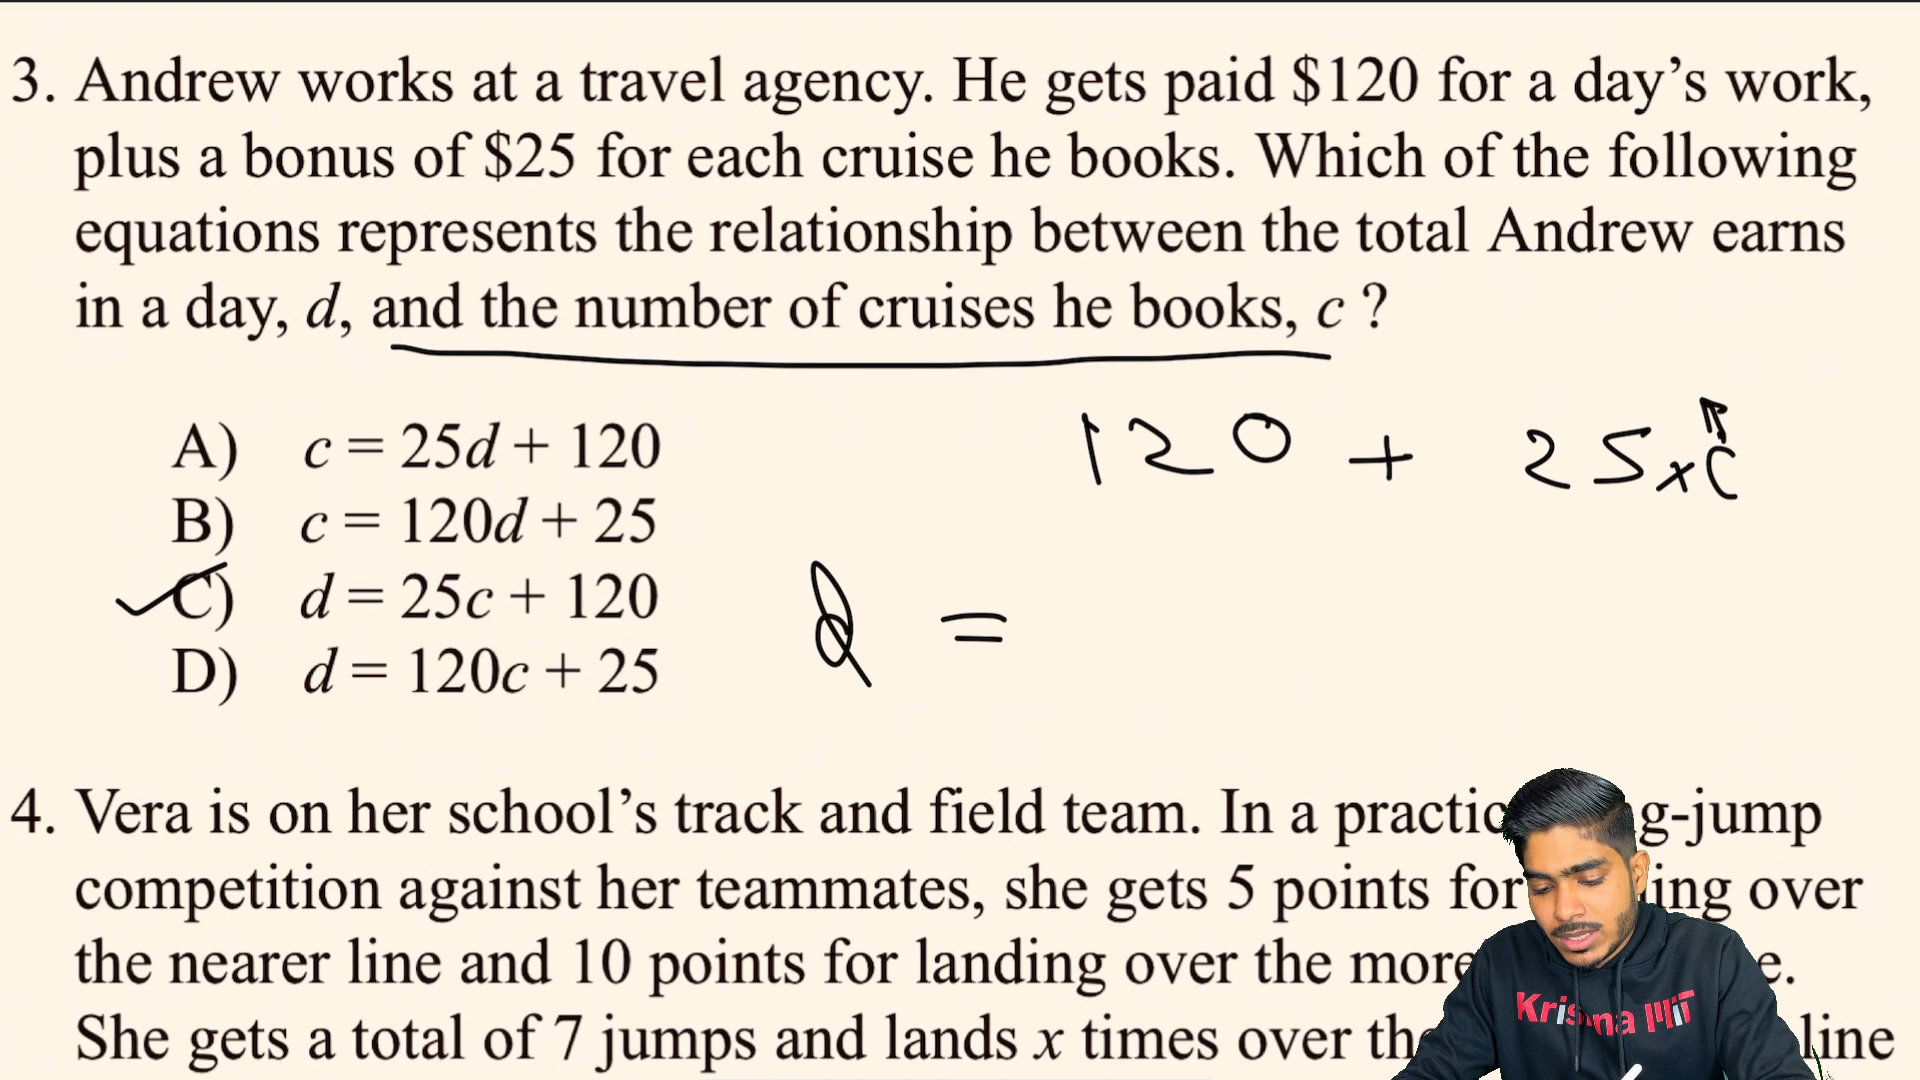 3. Andrew works at a travel agency. He gets paid $120 for a day’s work,
plus a bonus of $25 for each cruise he books. Which of the following
equations represents the relationship between the total Andrew earns
in a day, d, and the number of cruises he books, c ?
A) c = 25d + 120
B) c = 120d + 25
C) d = 25c + 120
D) d = 120c + 25
120 + 25xC
d =
4. Vera is on her school’s track and field team. In a practic g-jump
competition against her teammates, she gets 5 points for ing over
the nearer line and 10 points for landing over the more e.
She gets a total of 7 jumps and lands x times over th line
Krishna MIT